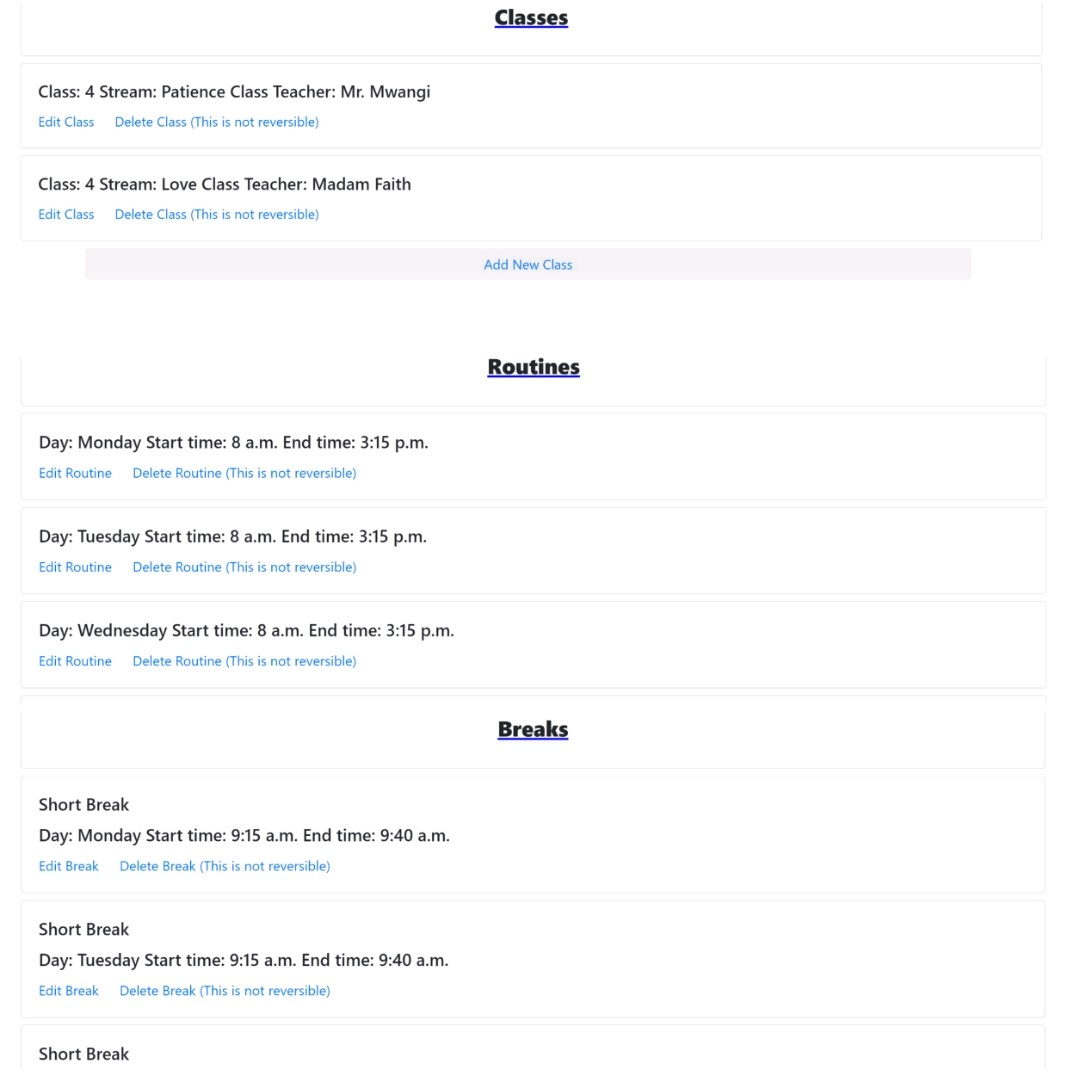 Classes
Class: 4 Stream: Patience Class Teacher: Mr. Mwangi
Edit Class Delete Class (This is not reversible)
Class: 4 Stream: Love Class Teacher: Madam Faith
Edit Class Delete Class (This is not reversible)
Add New Class
Routines
Day: Monday Start time: 8 a.m. End time: 3:15 p.m.
Edit Routine Delete Routine (This is not reversible)
Day: Tuesday Start time: 8 a.m. End time: 3:15 p.m.
Edit Routine Delete Routine (This is not reversible)
Day: Wednesday Start time: 8 a.m. End time: 3:15 p.m.
Edit Routine Delete Routine (This is not reversible)
Breaks
Short Break
Day: Monday Start time: 9:15 a.m. End time: 9:40 a.m.
Edit Break Delete Break (This is not reversible)
Short Break
Day: Tuesday Start time: 9:15 a.m. End time: 9:40 a.m.
Edit Break Delete Break (This is not reversible)
Short Break